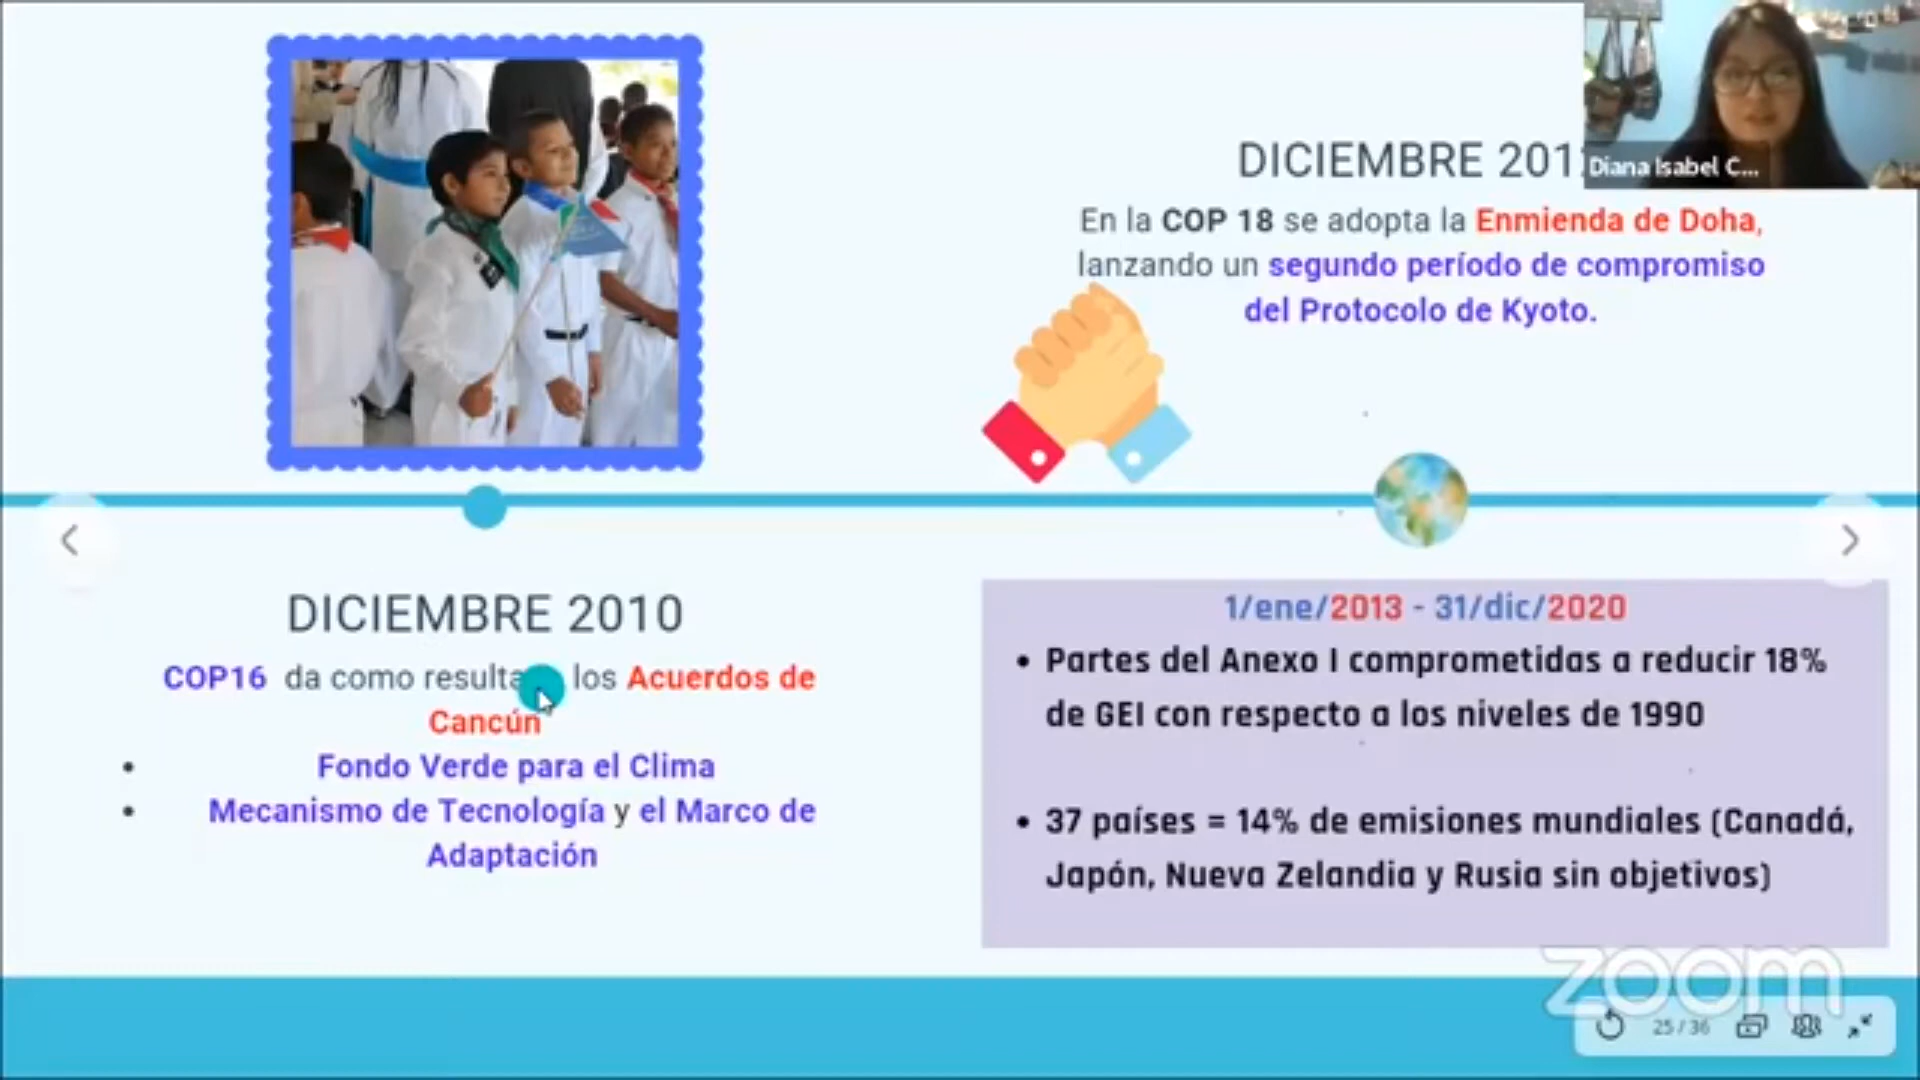 DICIEMBRE 201
Diana Isabel C...
En la COP 18 se adopta la Enmienda de Doha,
lanzando un segundo período de compromiso
del Protocolo de Kyoto.
DICIEMBRE 2010
COP16 da como resulta los Acuerdos de
Cancún
• Fondo Verde para el Clima
• Mecanismo de Tecnología y el Marco de
Adaptación
1/ene/2013 - 31/dic/2020
• Partes del Anexo I comprometidas a reducir 18%
de GEI con respecto a los niveles de 1990
• 37 países = 14% de emisiones mundiales (Canadá,
Japón, Nueva Zelandia y Rusia sin objetivos)
zoom
25 / 36